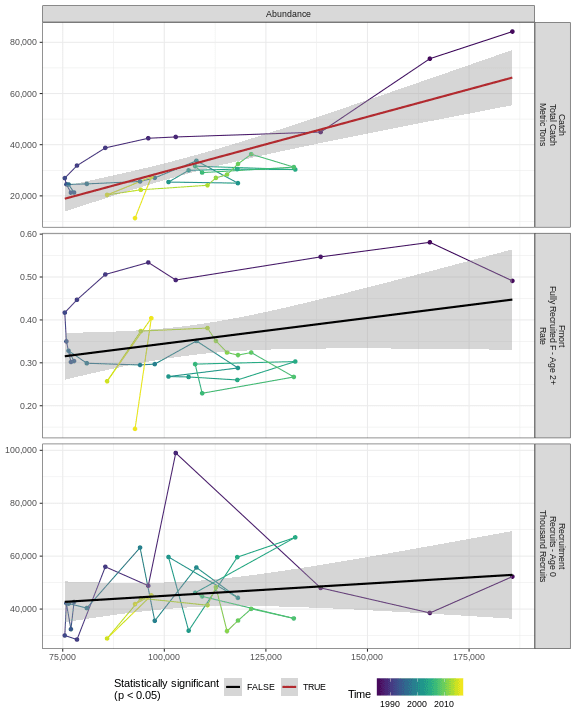 Abundance
80,000
60,000
40,000
20,000
Catch
Total Catch
Metric Tons
0.60
0.50
0.40
0.30
0.20
Fmort
Fully Recruited F - Age 2+
Rate
100,000
80,000
60,000
40,000
Recruitment
Recruits - Age 0
Thousand Recruits
75,000 100,000 125,000 150,000 175,000
Statistically significant
(p < 0.05)
FALSE
TRUE
Time
1990 2000 2010